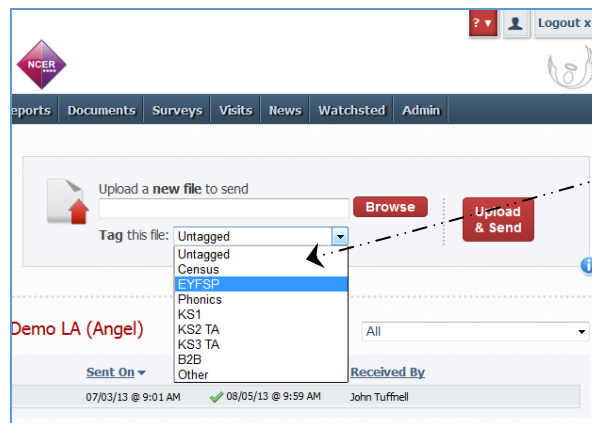 ? ▾ Logout x
NCER
eports Documents Surveys Visits News Watchsted Admin
Upload a new file to send
Browse
Upload
& Send
Tag this file: Untagged
Untagged
Census
EYFSP
Phonics
KS1
KS2 TA
KS3 TA
B2B
Other
Demo LA (Angel)
All
Sent On ▾ Received By
07/03/13 @ 9:01 AM 08/05/13 @ 9:59 AM John Tuffnell